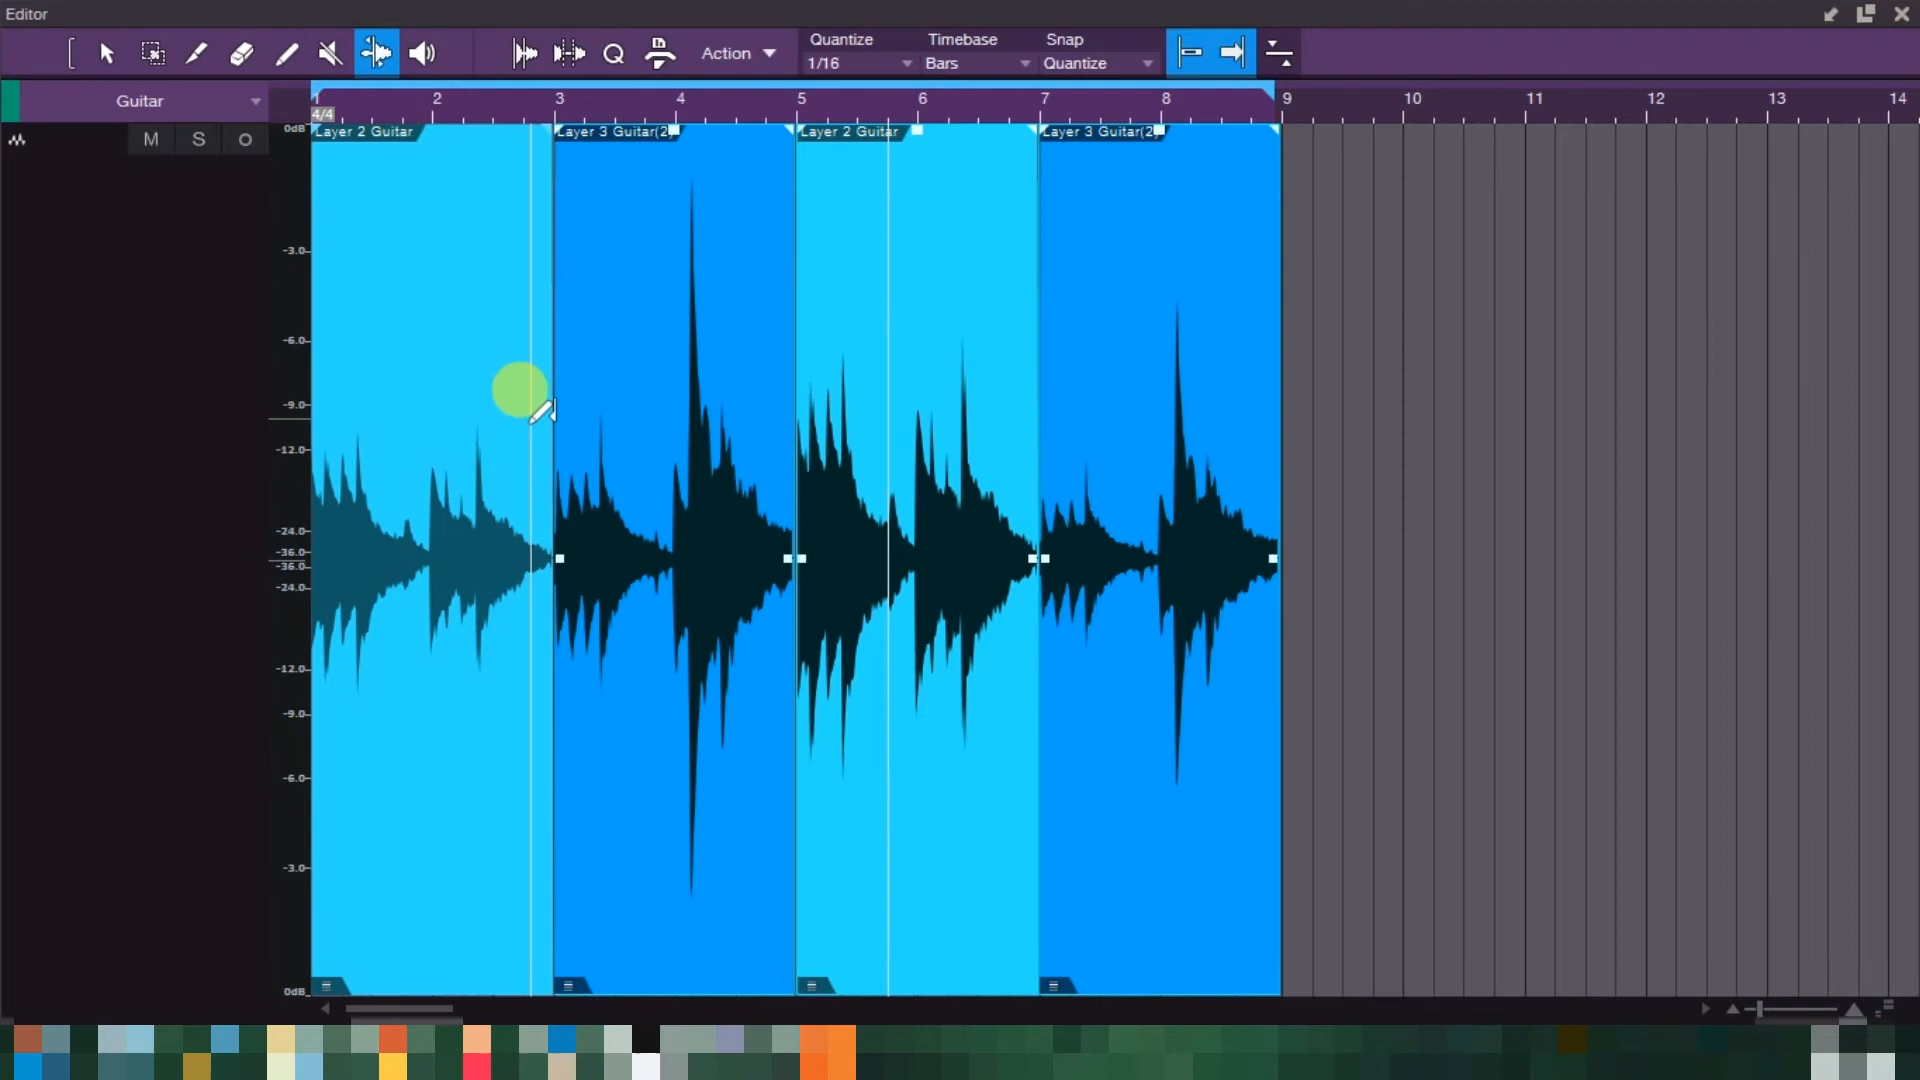 Editor
Action
Quantize
1/16
Timebase
Bars
Snap
Quantize
Guitar
M S O
1 2 3 4 5 6 7 8 9 10 11 12 13 14
4/4
Layer 2 Guitar
Layer 3 Guitar(2)
Layer 2 Guitar
Layer 3 Guitar(2)
0dB
-3.0
-6.0
-9.0
-12.0
-24.0
-36.0
-36.0
-24.0
-12.0
-9.0
-6.0
-3.0
0dB